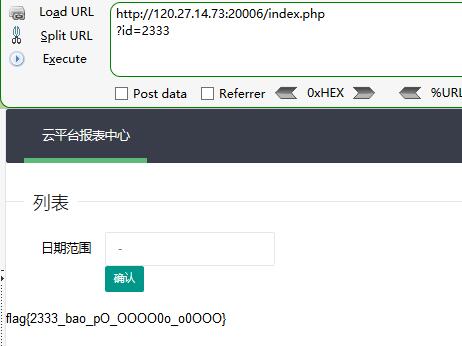 Load URL
http://120.27.14.73:20006/index.php
?id=2333
Split URL
Execute
Post data Referrer 0xHEX %URL
云平台报表中心
列表
日期范围 -
确认
flag{2333_bao_pO_OOOO0o_o0OOO}